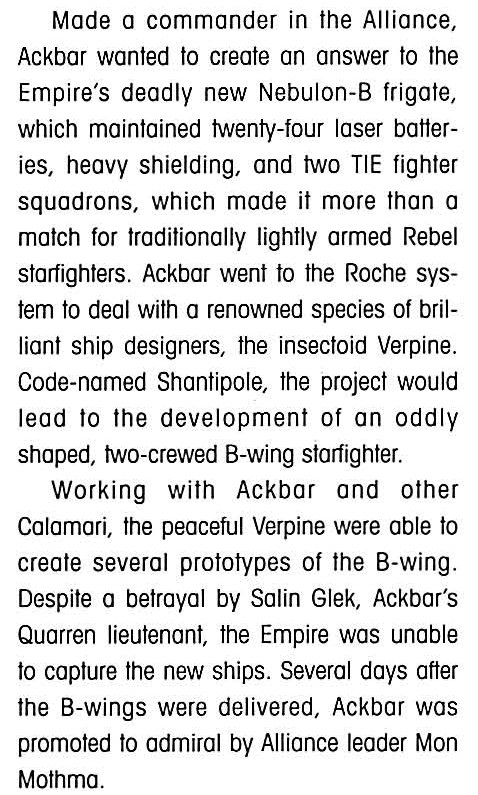 Made a commander in the Alliance,
Ackbar wanted to create an answer to the
Empire's deadly new Nebulon-B frigate,
which maintained twenty-four laser batter-
ies, heavy shielding, and two TIE fighter
squadrons, which made it more than a
match for traditionally lightly armed Rebel
starfighters. Ackbar went to the Roche sys-
tem to deal with a renowned species of bril-
liant ship designers, the insectoid Verpine.
Code-named Shantipole, the project would
lead to the development of an oddly
shaped, two-crewed B-wing starfighter.
Working with Ackbar and other
Calamari, the peaceful Verpine were able to
create several prototypes of the B-wing.
Despite a betrayal by Salin Glek, Ackbar's
Quarren lieutenant, the Empire was unable
to capture the new ships. Several days after
the B-wings were delivered, Ackbar was
promoted to admiral by Alliance leader Mon
Mothma.